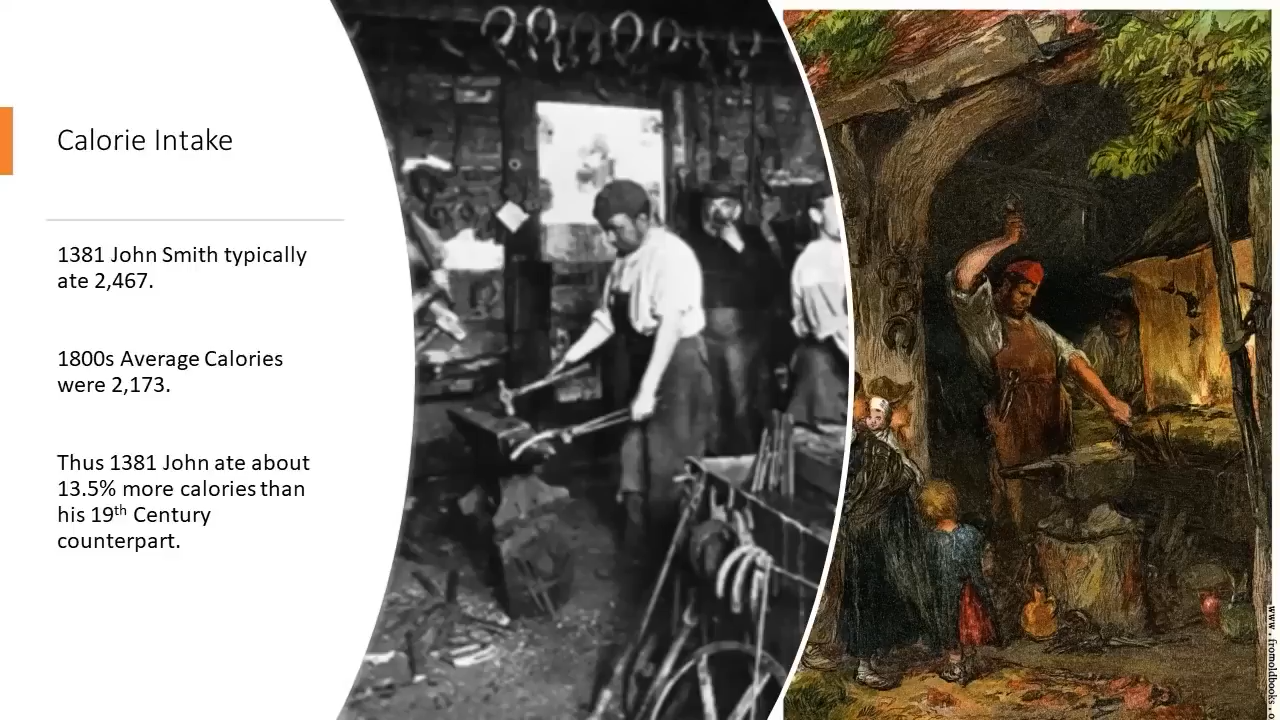 Calorie Intake
1381 John Smith typically
ate 2,467.
1800s Average Calories
were 2,173.
Thus 1381 John ate about
13.5% more calories than
his 19th Century
counterpart.
www.fromoldbooks.o